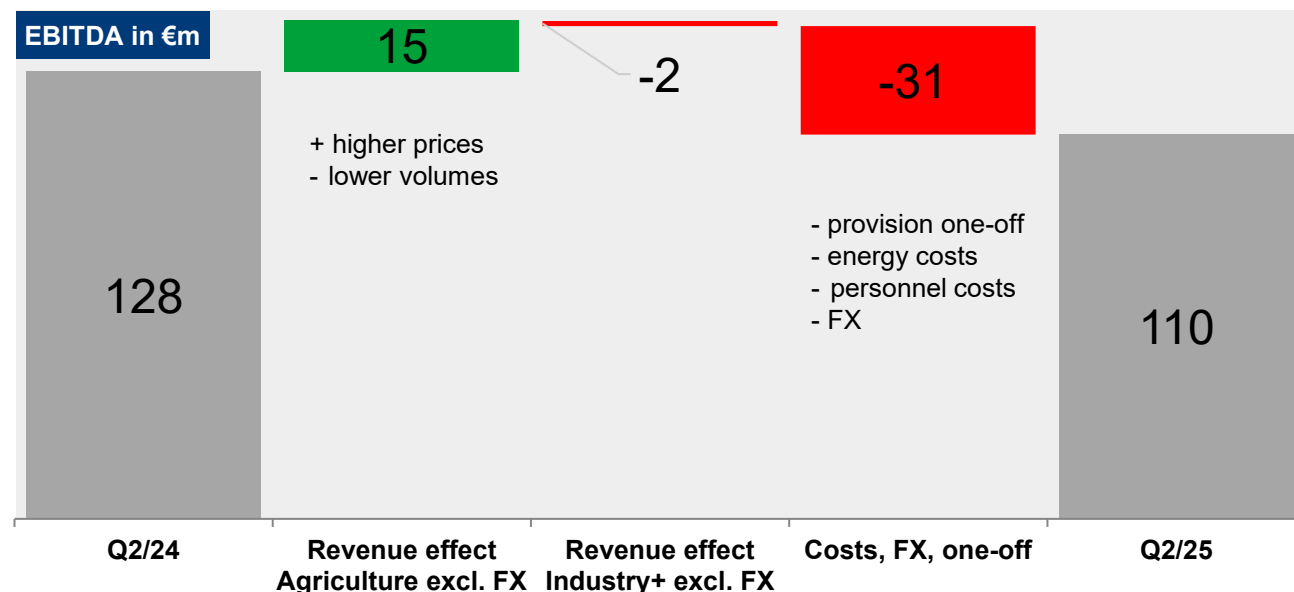 EBITDA in €m
128
15
+ higher prices
- lower volumes
-2
-31
- provision one-off
- energy costs
- personnel costs
- FX
110
Q2/24
Revenue effect
Agriculture excl. FX
Revenue effect
Industry+ excl. FX
Costs, FX, one-off
Q2/25